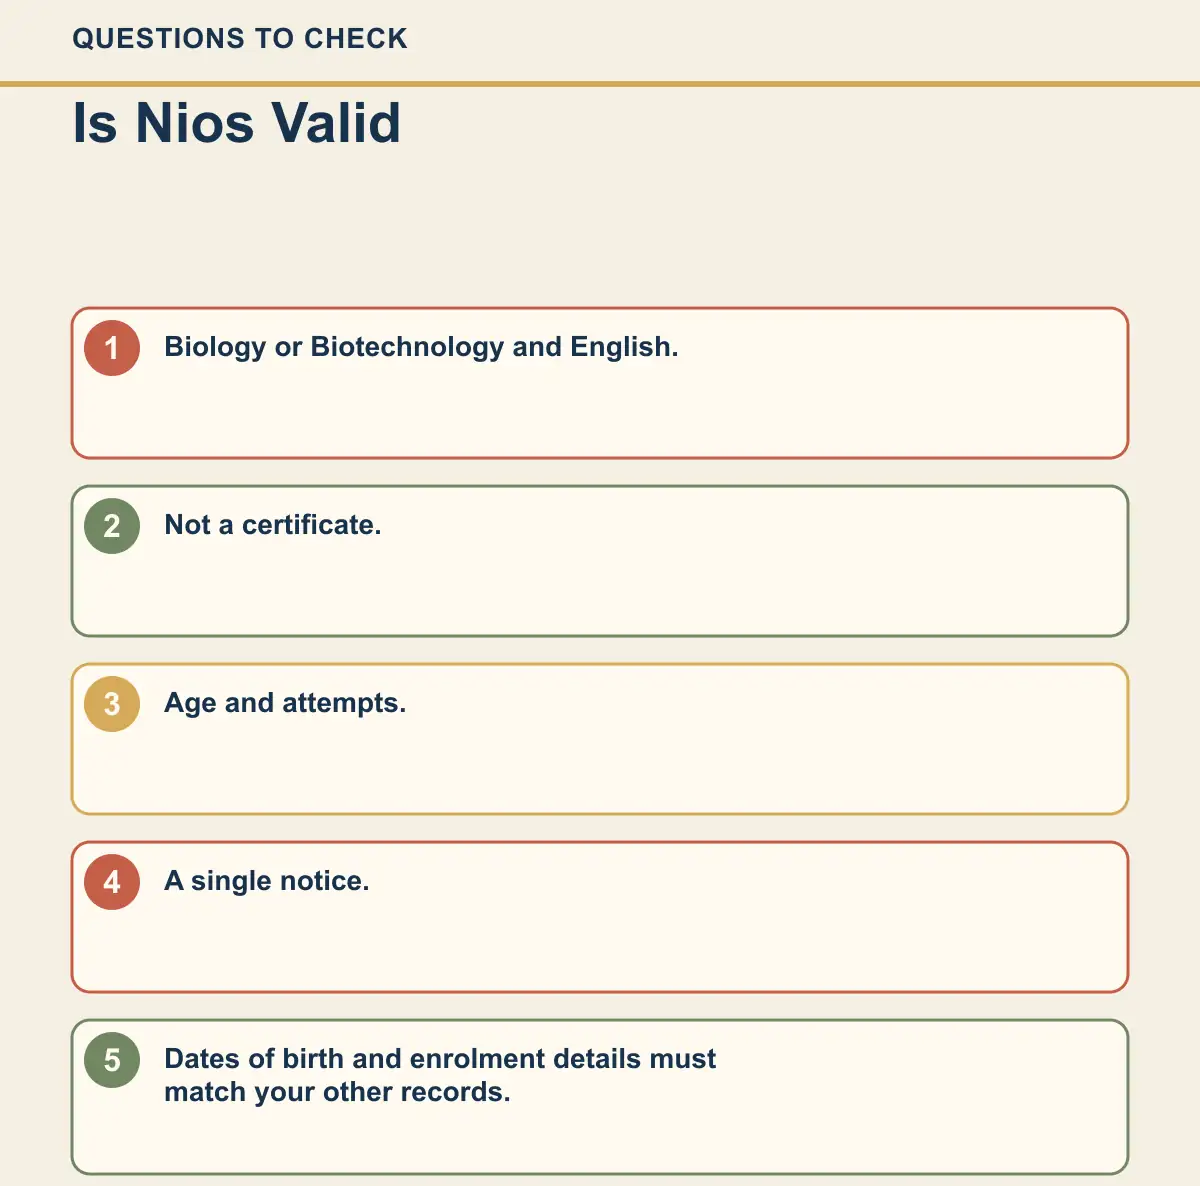 QUESTIONS TO CHECK
Is Nios Valid
1 Biology or Biotechnology and English.
2 Not a certificate.
3 Age and attempts.
4 A single notice.
5 Dates of birth and enrolment details must
match your other records.